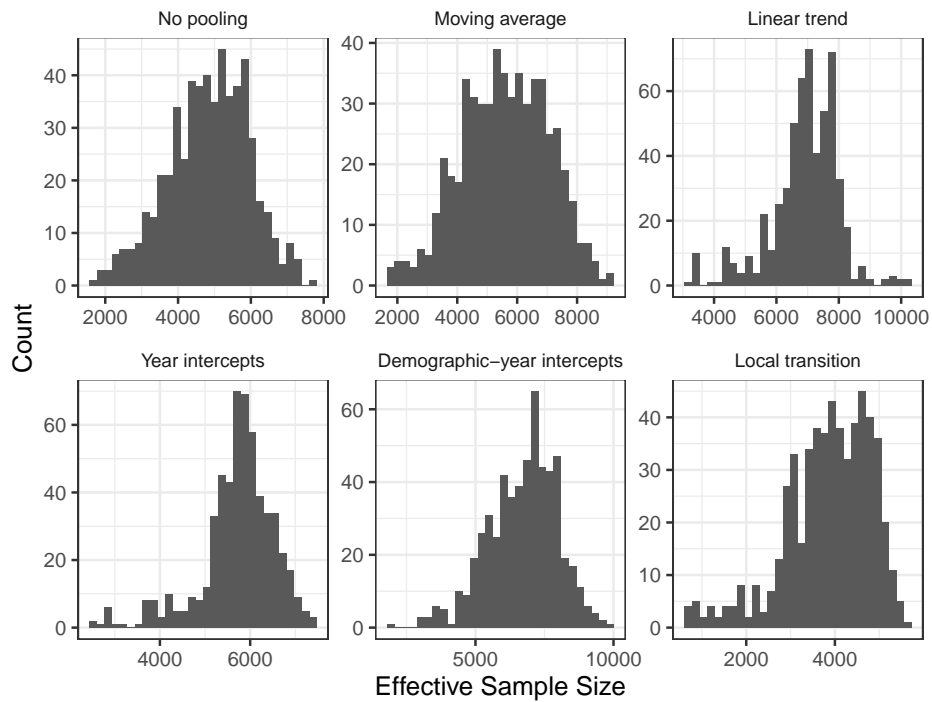 No pooling
Moving average
Linear trend
40
30
20
10
0
2000 4000 6000 8000
40
30
20
10
0
2000 4000 6000 8000
60
40
20
0
4000 6000 8000 10000
Count
Year intercepts
Demographic−year intercepts
Local transition
60
40
20
0
4000 6000
60
40
20
0
5000 10000
40
30
20
10
0
2000 4000
Effective Sample Size